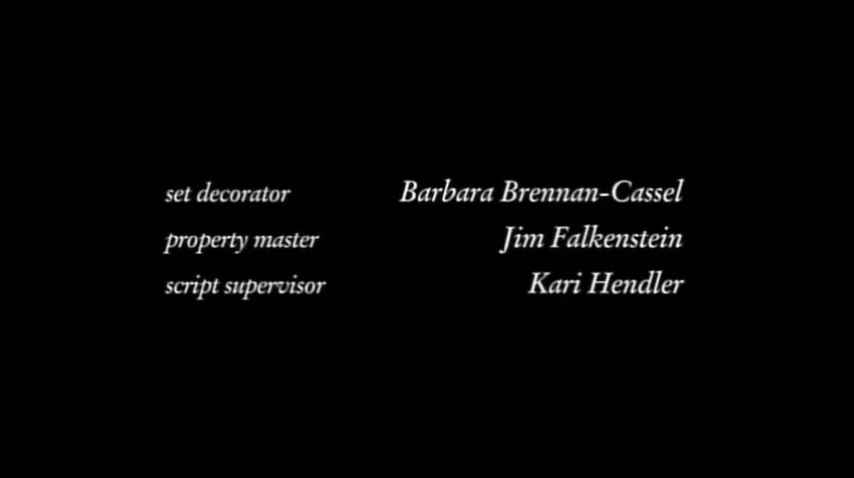 set decorator Barbara Brennan-Cassel
property master Jim Falkenstein
script supervisor Kari Hendler